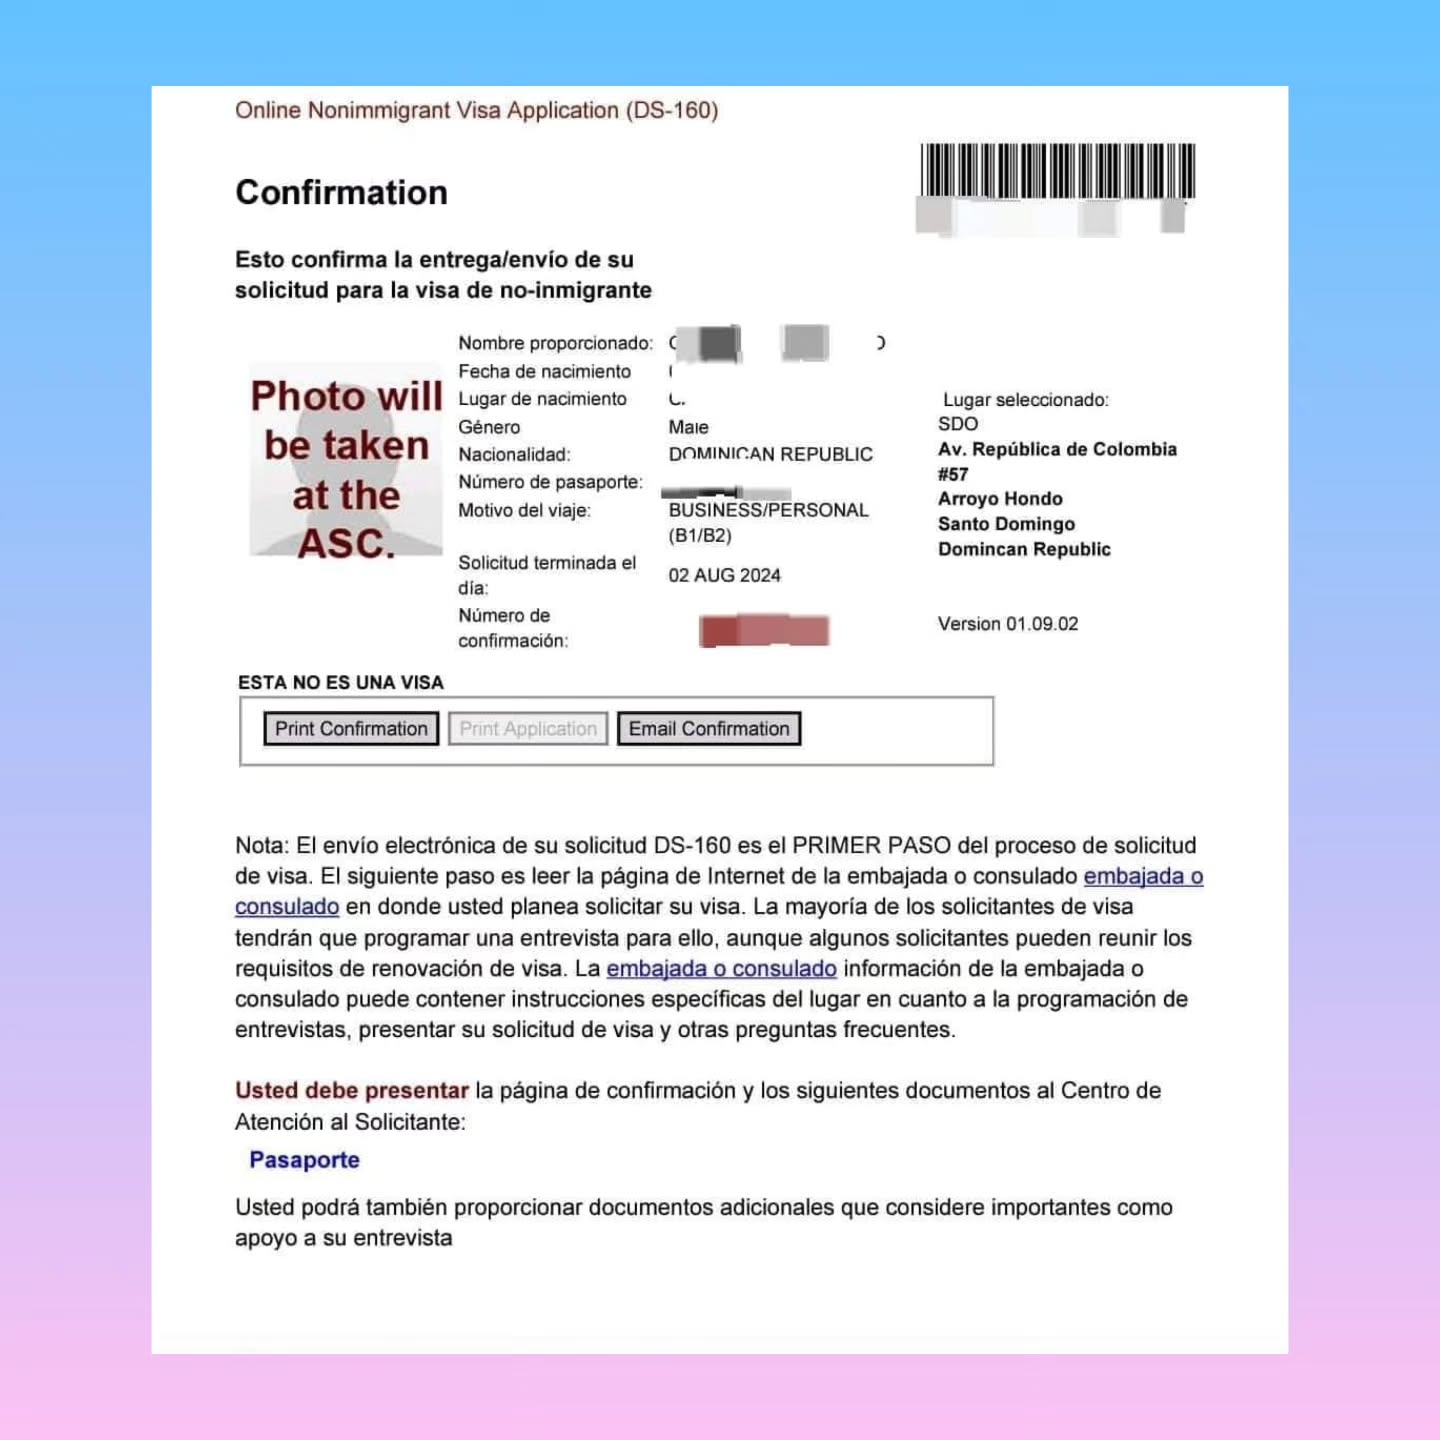 Online Nonimmigrant Visa Application (DS-160)
Confirmation
Esto confirma la entrega/envío de su
solicitud para la visa de no-inmigrante
Photo will
be taken
at the
ASC.
Nombre proporcionado:
Fecha de nacimiento
Lugar de nacimiento
Género Male
Nacionalidad: DOMINICAN REPUBLIC
Número de pasaporte:
Motivo del viaje: BUSINESS/PERSONAL
(B1/B2)
Solicitud terminada el
día: 02 AUG 2024
Número de
confirmación:
Lugar seleccionado:
SDO
Av. República de Colombia
#57
Arroyo Hondo
Santo Domingo
Domincan Republic
Version 01.09.02
ESTA NO ES UNA VISA
Print Confirmation Print Application Email Confirmation
Nota: El envío electrónica de su solicitud DS-160 es el PRIMER PASO del proceso de solicitud
de visa. El siguiente paso es leer la página de Internet de la embajada o consulado embajada o
consulado en donde usted planea solicitar su visa. La mayoría de los solicitantes de visa
tendrán que programar una entrevista para ello, aunque algunos solicitantes pueden reunir los
requisitos de renovación de visa. La embajada o consulado información de la embajada o
consulado puede contener instrucciones específicas del lugar en cuanto a la programación de
entrevistas, presentar su solicitud de visa y otras preguntas frecuentes.
Usted debe presentar la página de confirmación y los siguientes documentos al Centro de
Atención al Solicitante:
Pasaporte
Usted podrá también proporcionar documentos adicionales que considere importantes como
apoyo a su entrevista